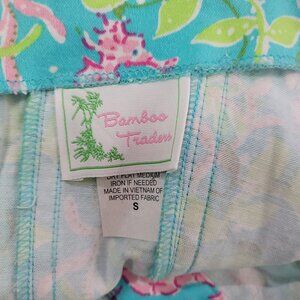 Bamboo
Traders
DRY FLAT MEDIUM
IRON IF NEEDED
MADE IN VIETNAM OF
IMPORTED FABRIC
S